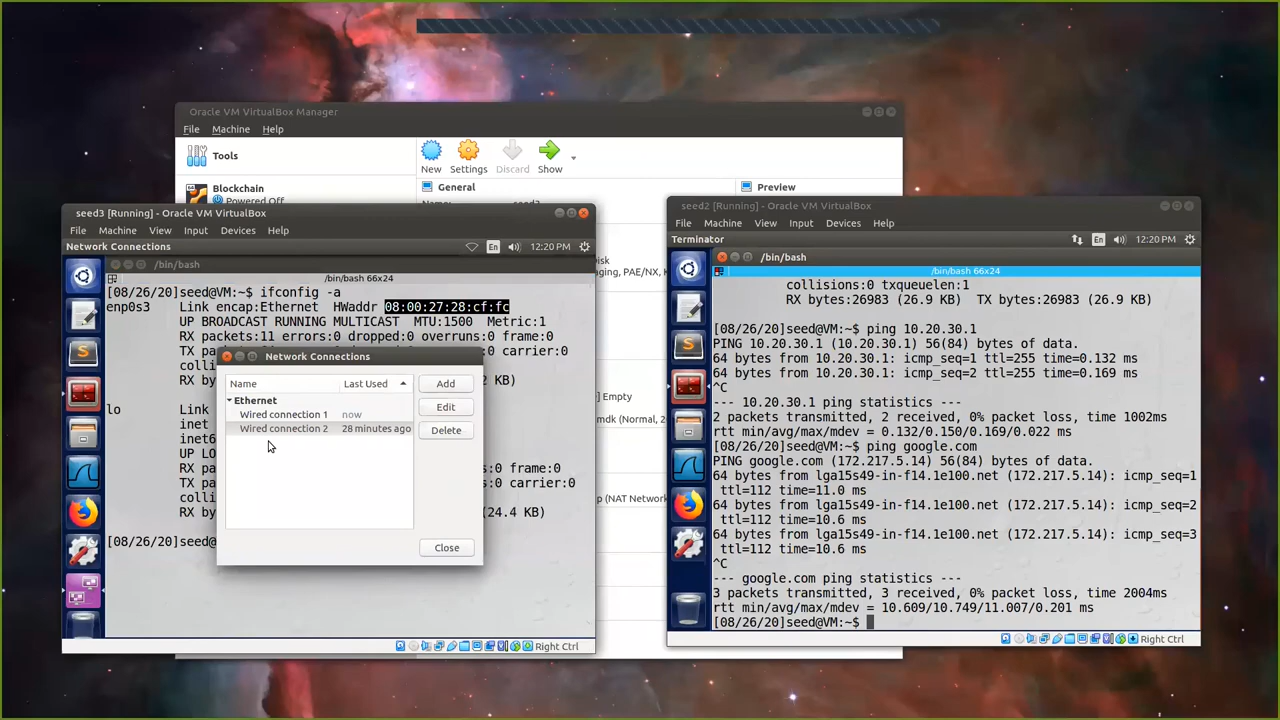 Oracle VM VirtualBox Manager
File Machine Help
Tools
New Settings Discard Show
Blockchain
Powered Off
General
Preview
seed3 [Running] - Oracle VM VirtualBox
File Machine View Input Devices Help
Network Connections
En
12:20 PM
/bin/bash
/bin/bash 66x24
[08/26/20]seed@VM:~$ ifconfig -a
enp0s3 Link encap:Ethernet HWaddr 08:00:27:28:cf:fc
UP BROADCAST RUNNING MULTICAST MTU:1500 Metric:1
RX packets:11 errors:0 dropped:0 overruns:0 frame:0
TX pa
carrier:0
colli
RX by
2 KB)
lo Link
inet
inet6
UP LO
RX pa
s:0 frame:0
TX pa
:0 carrier:0
colli
RX by
(24.4 KB)
[08/26/20]seed@
Network Connections
Name Last Used
Ethernet
Wired connection 1 now
Wired connection 2 28 minutes ago
Add
Edit
Delete
Close
Right Ctrl
isk
aging, PAE/NX, K
] Empty
mdk (Normal, 29
p (NAT Network
seed2 [Running] - Oracle VM VirtualBox
File Machine View Input Devices Help
Terminator
En
12:20 PM
/bin/bash
/bin/bash 66x24
collisions:0 txqueuelen:1
RX bytes:26983 (26.9 KB) TX bytes:26983 (26.9 KB)
[08/26/20]seed@VM:~$ ping 10.20.30.1
PING 10.20.30.1 (10.20.30.1) 56(84) bytes of data.
64 bytes from 10.20.30.1: icmp_seq=1 ttl=255 time=0.132 ms
64 bytes from 10.20.30.1: icmp_seq=2 ttl=255 time=0.169 ms
^C
--- 10.20.30.1 ping statistics ---
2 packets transmitted, 2 received, 0% packet loss, time 1002ms
rtt min/avg/max/mdev = 0.132/0.150/0.169/0.022 ms
[08/26/20]seed@VM:~$ ping google.com
PING google.com (172.217.5.14) 56(84) bytes of data.
64 bytes from lga15s49-in-f14.1e100.net (172.217.5.14): icmp_seq=1
ttl=112 time=11.0 ms
64 bytes from lga15s49-in-f14.1e100.net (172.217.5.14): icmp_seq=2
ttl=112 time=10.6 ms
64 bytes from lga15s49-in-f14.1e100.net (172.217.5.14): icmp_seq=3
ttl=112 time=10.6 ms
^C
--- google.com ping statistics ---
3 packets transmitted, 3 received, 0% packet loss, time 2004ms
rtt min/avg/max/mdev = 10.609/10.749/11.007/0.201 ms
[08/26/20]seed@VM:~$
Right Ctrl